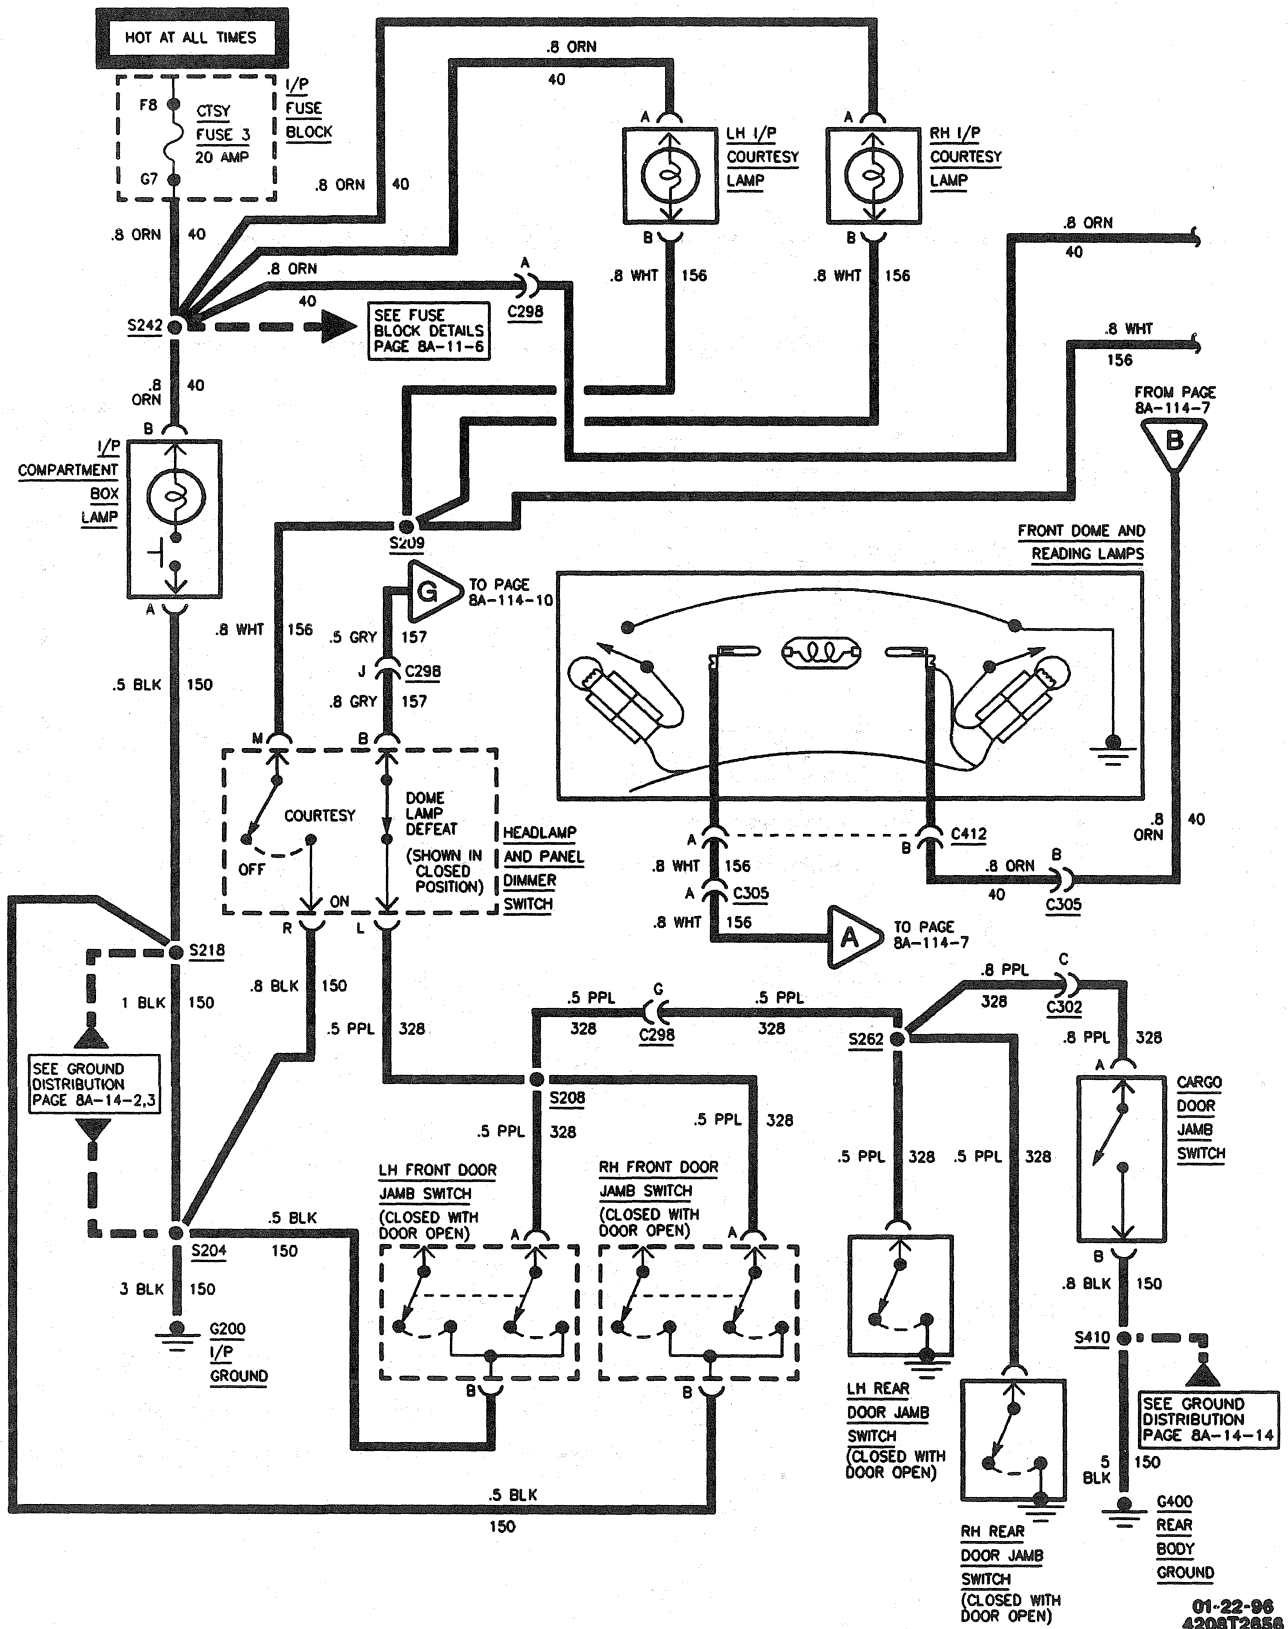 HOT AT ALL TIMES
F8
CTSY
FUSE 3
20 AMP
G7
I/P
FUSE
BLOCK
.8 ORN
40
.8 ORN
40
.8 ORN
40
A
LH I/P
COURTESY
LAMP
B
A
RH I/P
COURTESY
LAMP
B
.8 ORN
40
A
C298
.8 WHT
156
.8 WHT
156
.8 ORN
40
S242
SEE FUSE
BLOCK DETAILS
PAGE 8A-11-6
.8 WHT
156
.8
ORN
40
B
I/P
COMPARTMENT
BOX
LAMP
A
FROM PAGE
8A-114-7
B
S209
FRONT DOME AND
READING LAMPS
G
TO PAGE
8A-114-10
.8 WHT
156
.5 GRY
157
J
C298
.8 GRY
157
.5 BLK
150
M
B
COURTESY
OFF
ON
DOME
LAMP
DEFEAT
(SHOWN IN
CLOSED
POSITION)
HEADLAMP
AND PANEL
DIMMER
SWITCH
R
L
A
B
C412
.8 WHT
156
A
C305
.8 WHT
156
.8 ORN
40
B
C305
.8
ORN
40
A
TO PAGE
8A-114-7
S218
1 BLK
150
.8 BLK
150
.5 PPL
328
.5 PPL
328
G
C298
.5 PPL
328
.8 PPL
328
C
C302
S262
.8 PPL
328
SEE GROUND
DISTRIBUTION
PAGE 8A-14-2,3
S208
A
CARGO
DOOR
JAMB
SWITCH
B
.5 PPL
328
.5 PPL
328
.5 PPL
328
.5 PPL
328
LH FRONT DOOR
JAMB SWITCH
(CLOSED WITH
DOOR OPEN)
A
B
RH FRONT DOOR
JAMB SWITCH
(CLOSED WITH
DOOR OPEN)
A
B
S204
.5 BLK
150
3 BLK
150
G200
I/P
GROUND
.8 BLK
150
S410
SEE GROUND
DISTRIBUTION
PAGE 8A-14-14
LH REAR
DOOR JAMB
SWITCH
(CLOSED WITH
DOOR OPEN)
5
BLK
150
.5 BLK
150
G400
REAR
BODY
GROUND
RH REAR
DOOR JAMB
SWITCH
(CLOSED WITH
DOOR OPEN)
01-22-96
4208T2656